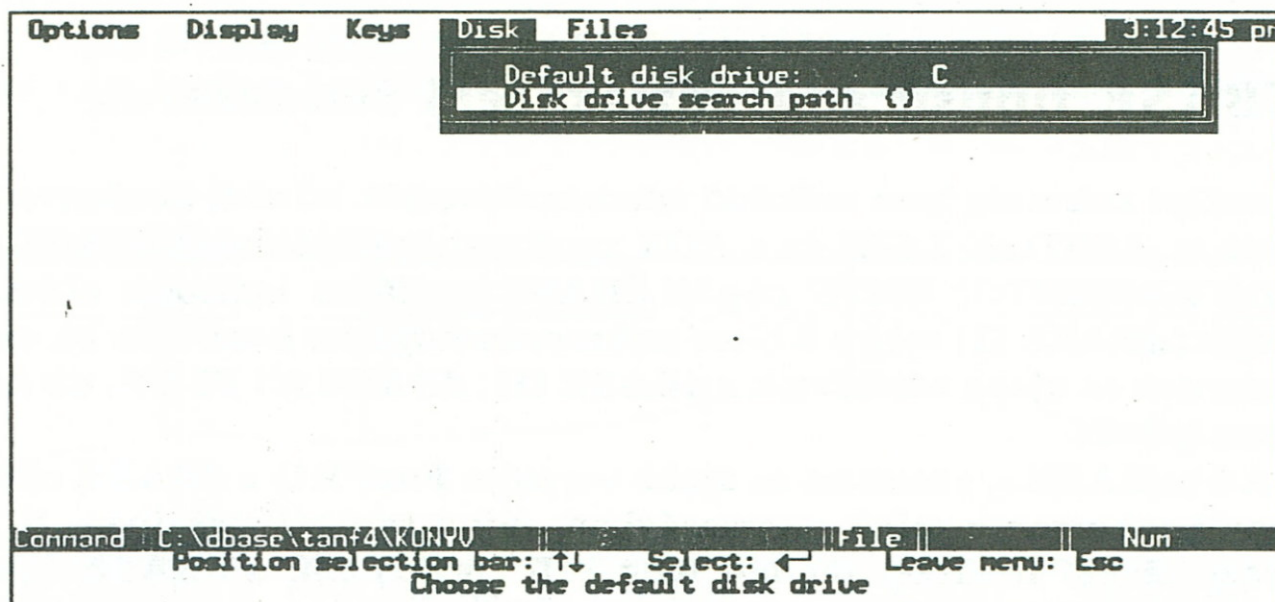 Options Display Keys Disk Files 3:12:45 pm
Default disk drive: C
Disk drive search path {}
Command C:\dbase\tanf4\KONYV File Num
Position selection bar: ↑↓ Select: ↵ Leave menu: Esc
Choose the default disk drive